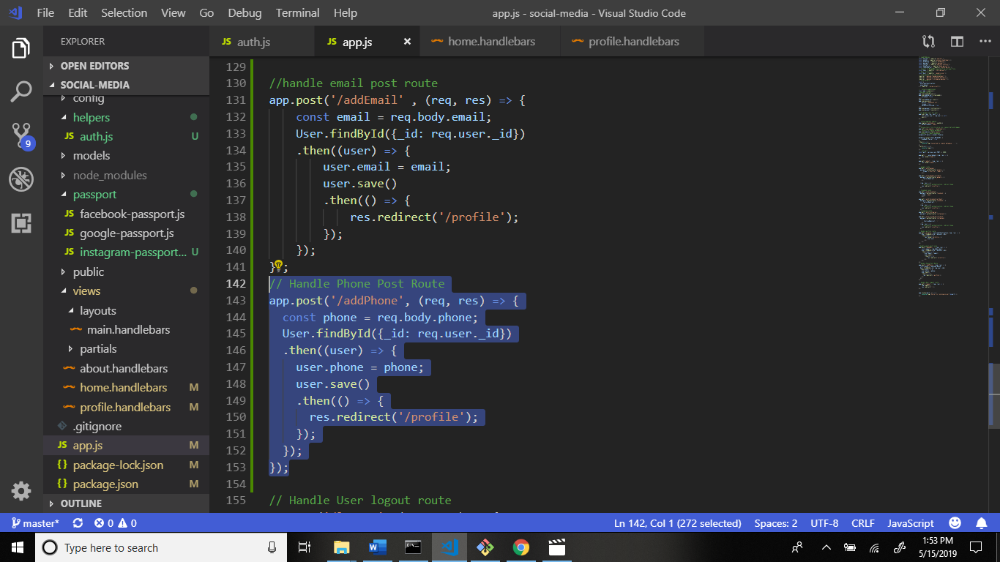 File Edit Selection View Go Debug Terminal Help
app.js - social-media - Visual Studio Code
EXPLORER
JS auth.js
JS app.js
home.handlebars
profile.handlebars
OPEN EDITORS
SOCIAL-MEDIA
config
helpers
JS auth.js U
models
node_modules
passport
JS facebook-passport.js
JS google-passport.js
JS instagram-passport... U
public
views
layouts
main.handlebars
partials
about.handlebars
home.handlebars M
profile.handlebars M
.gitignore
JS app.js M
{} package-lock.json M
{} package.json M
OUTLINE
9
129
130 //handle email post route
131 app.post('/addEmail' , (req, res) => {
132 const email = req.body.email;
133 User.findById({_id: req.user._id})
134 .then((user) => {
135 user.email = email;
136 user.save()
137 .then(() => {
138 res.redirect('/profile');
139 });
140 });
141 };
142 // Handle Phone Post Route
143 app.post('/addPhone', (req, res) => {
144 const phone = req.body.phone;
145 User.findById({_id: req.user._id})
146 .then((user) => {
147 user.phone = phone;
148 user.save()
149 .then(() => {
150 res.redirect('/profile');
151 });
152 });
153 });
154
155 // Handle User logout route
master* 0 0
Ln 142, Col 1 (272 selected) Spaces: 2 UTF-8 CRLF JavaScript
Type here to search
1:53 PM
5/15/2019